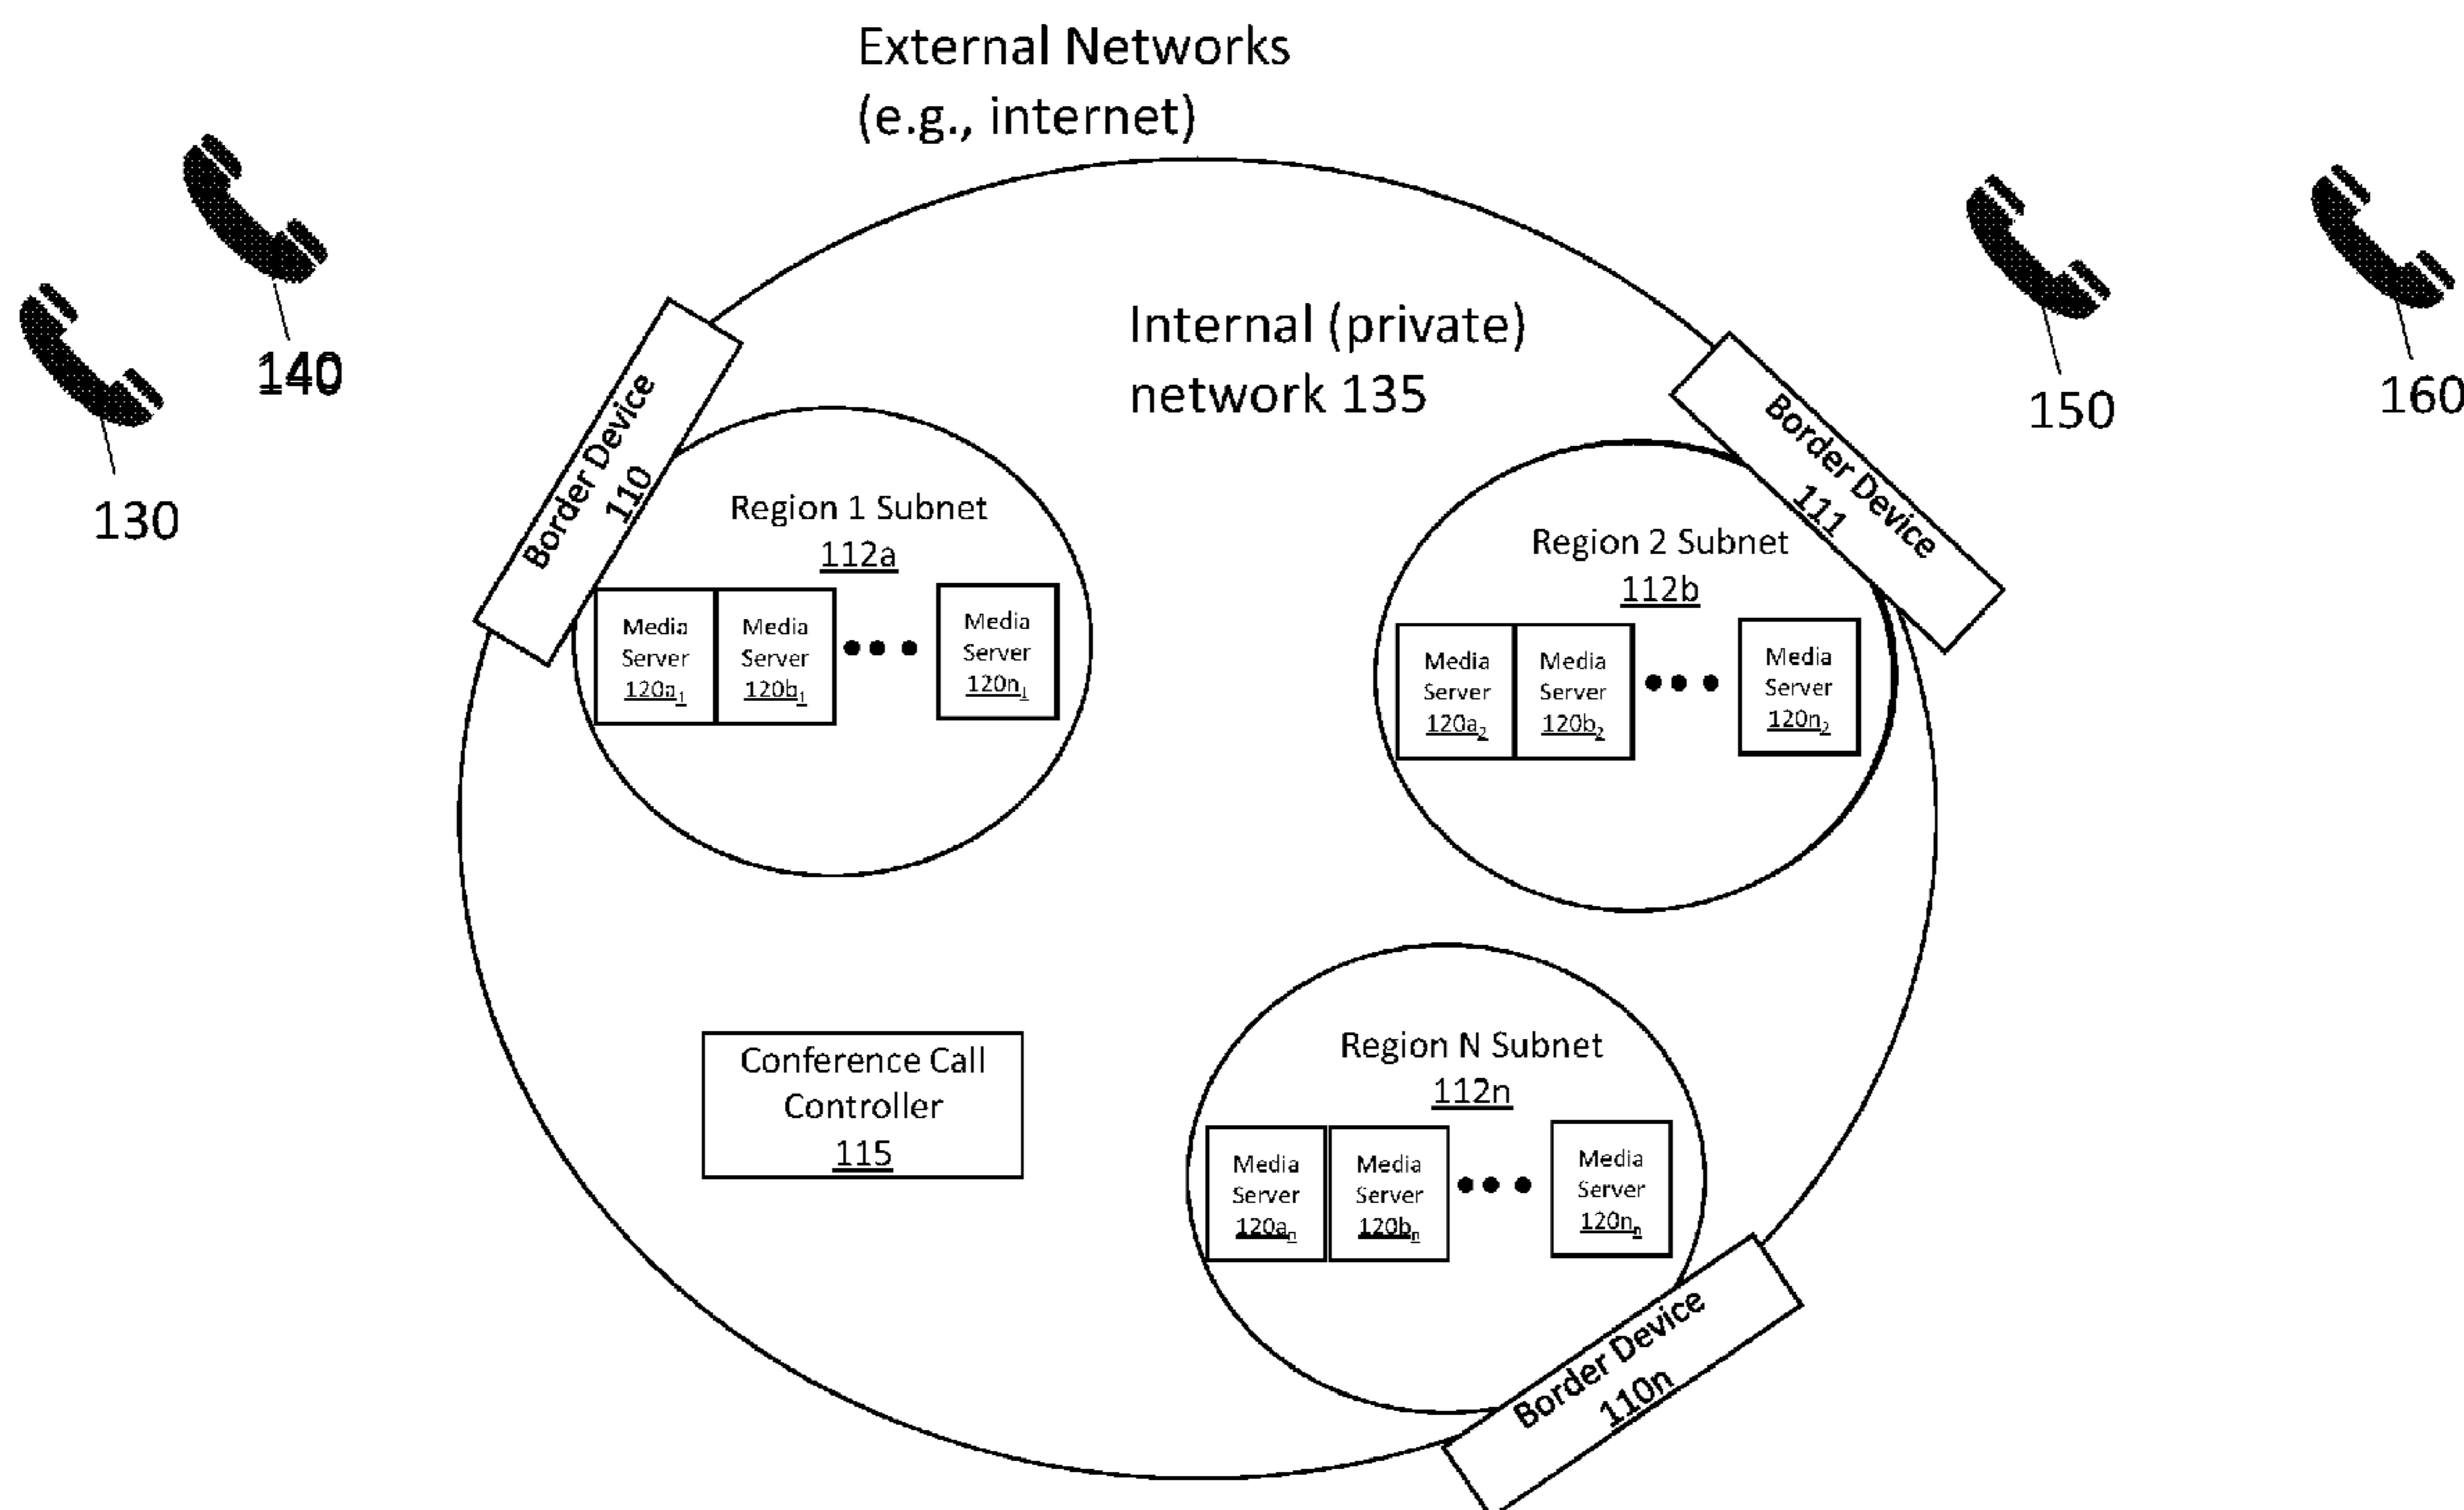 External Networks
(e.g., internet)
140
130
150
160
Internal (private)
network 135
Border Device
110
Border Device
111
Region 1 Subnet
112a
Media
Server
120a₁
Media
Server
120b₁
Media
Server
120n₁
Region 2 Subnet
112b
Media
Server
120a₂
Media
Server
120b₂
Media
Server
120n₂
Conference Call
Controller
115
Region N Subnet
112n
Media
Server
120aₙ
Media
Server
120bₙ
Media
Server
120nₙ
Border Device
110n